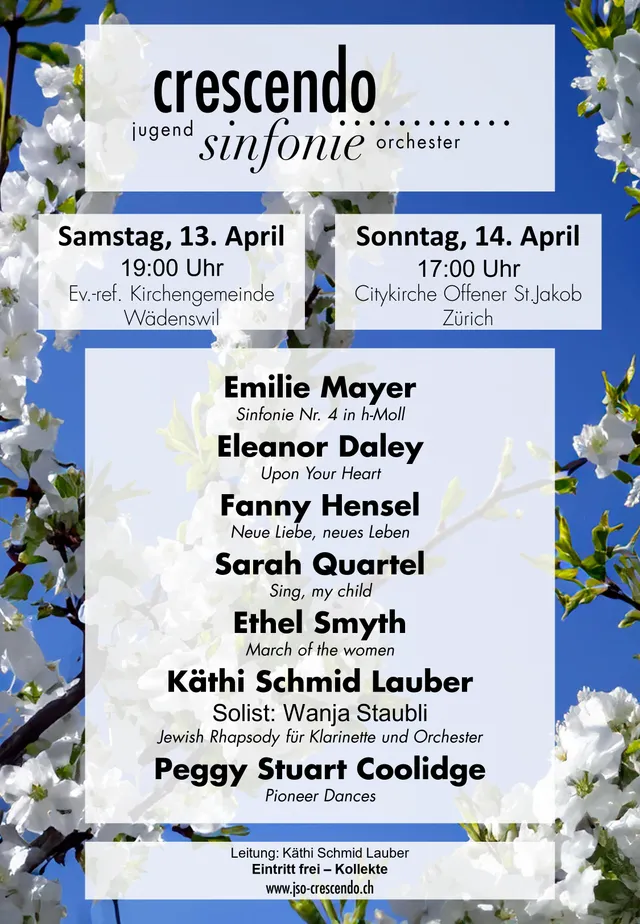 crescendo
jugend sinfonie orchester
Samstag, 13. April
19:00 Uhr
Ev.-ref. Kirchengemeinde
Wädenswil
Sonntag, 14. April
17:00 Uhr
Citykirche Offener St.Jakob
Zürich
Emilie Mayer
Sinfonie Nr. 4 in h-Moll
Eleanor Daley
Upon Your Heart
Fanny Hensel
Neue Liebe, neues Leben
Sarah Quartel
Sing, my child
Ethel Smyth
March of the women
Käthi Schmid Lauber
Solist: Wanja Staubli
Jewish Rhapsody für Klarinette und Orchester
Peggy Stuart Coolidge
Pioneer Dances
Leitung: Käthi Schmid Lauber
Eintritt frei – Kollekte
www.jso-crescendo.ch